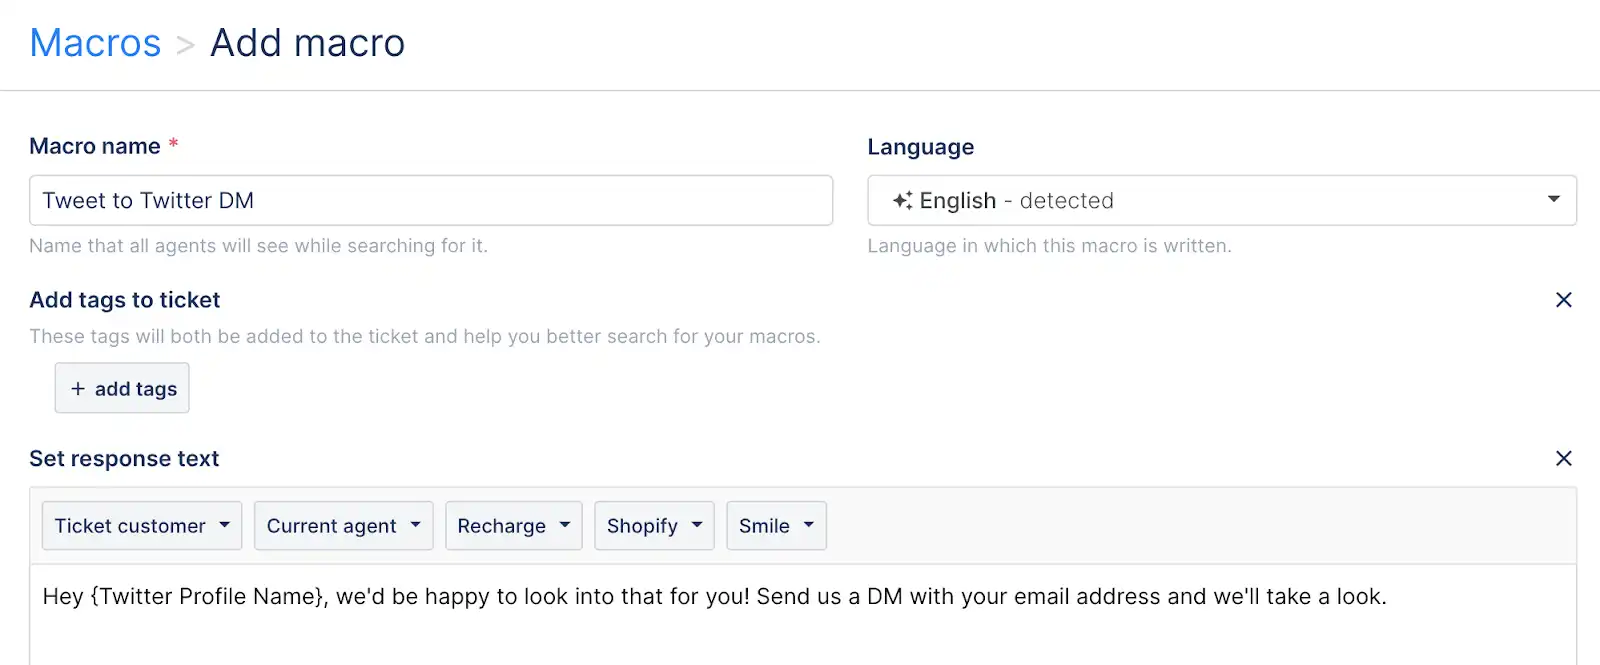 Macros > Add macro
Macro name * Language
Tweet to Twitter DM English - detected
Name that all agents will see while searching for it. Language in which this macro is written.
Add tags to ticket
These tags will both be added to the ticket and help you better search for your macros.
+ add tags
Set response text
Ticket customer Current agent Recharge Shopify Smile
Hey {Twitter Profile Name}, we'd be happy to look into that for you! Send us a DM with your email address and we'll take a look.